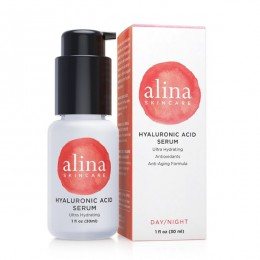 alina
SKINCARE
HYALURONIC ACID
SERUM
Ultra Hydrating
1 fl oz (30ml)
alina
SKINCARE
HYALURONIC ACID
SERUM
Ultra Hydrating
Antioxidants
Anti-Aging Formula
DAY/NIGHT
1 fl oz (30 ml)